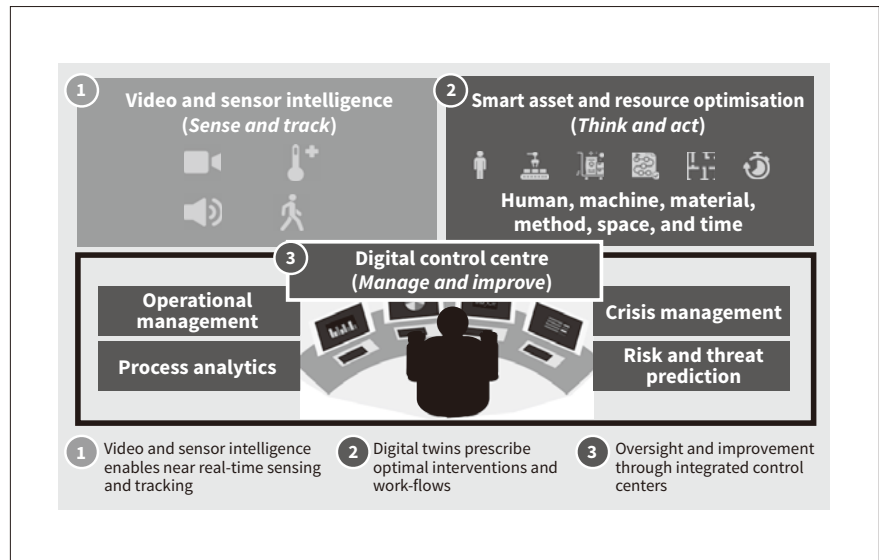 1
Video and sensor intelligence
(Sense and track)
2
Smart asset and resource optimisation
(Think and act)
Human, machine, material,
method, space, and time
3
Digital control centre
(Manage and improve)
Operational
management
Process analytics
Crisis management
Risk and threat
prediction
1
Video and sensor intelligence
enables near real-time sensing
and tracking
2
Digital twins prescribe
optimal interventions and
work-flows
3
Oversight and improvement
through integrated control
centers